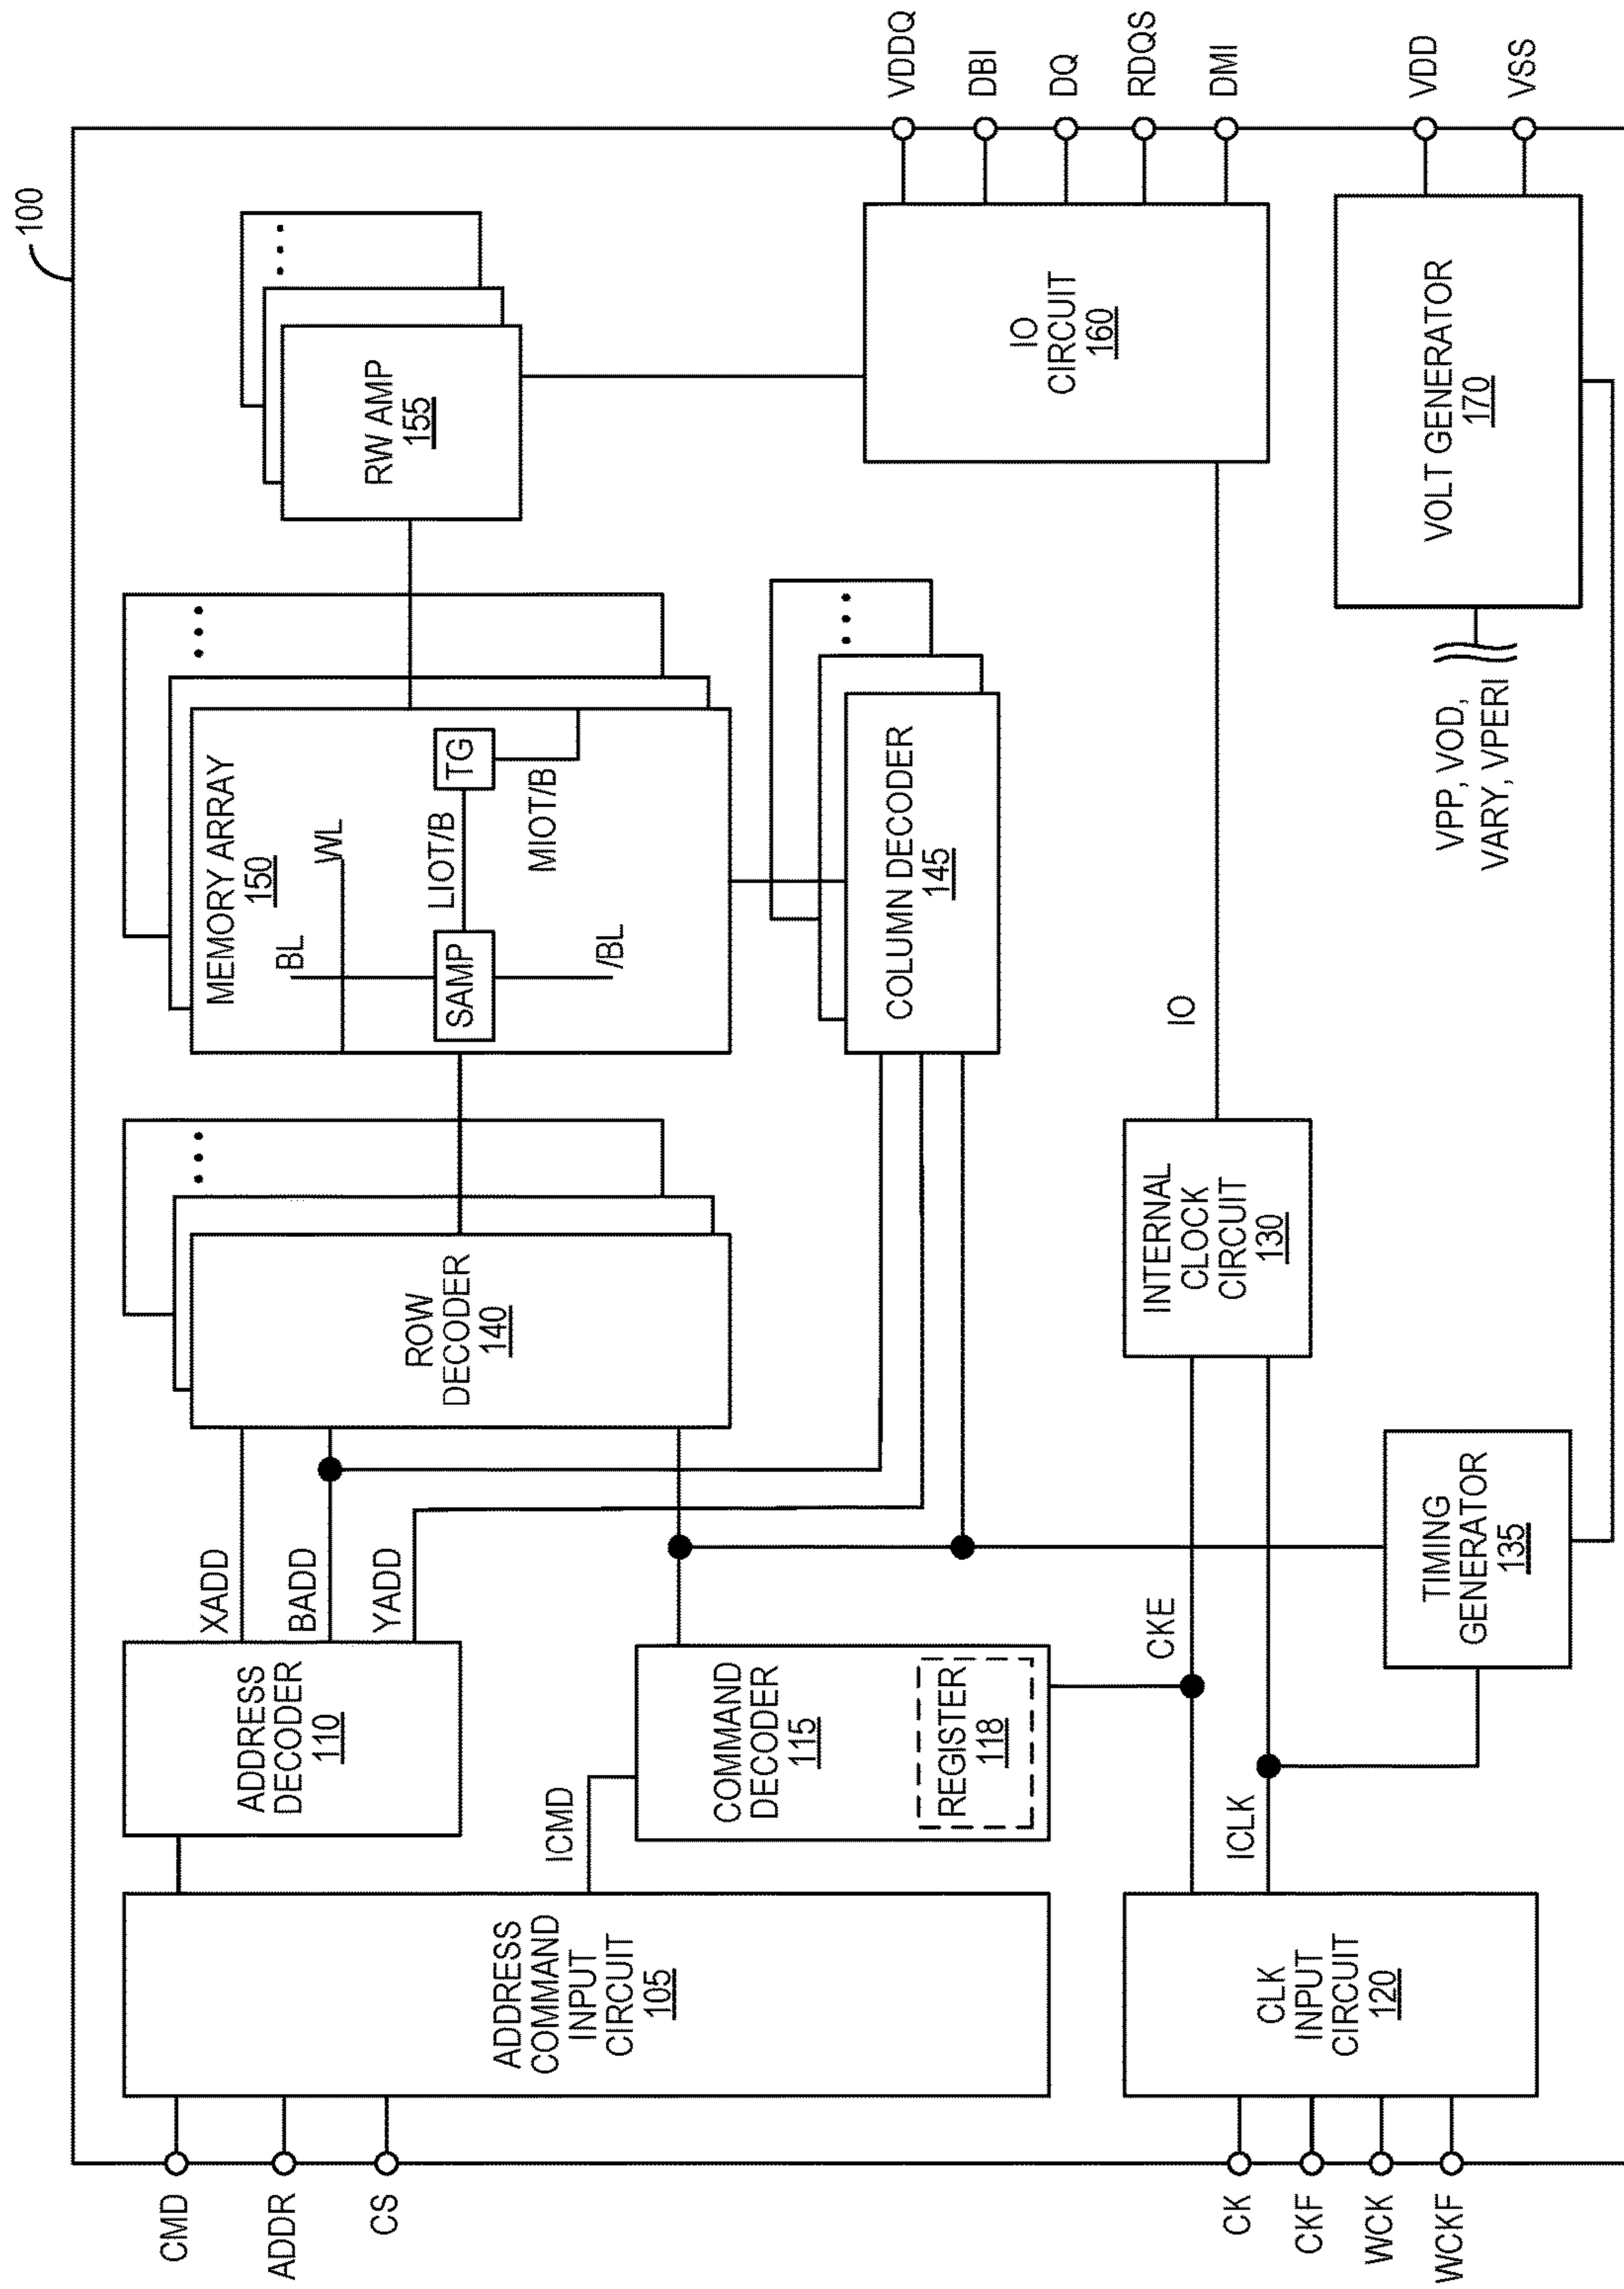 100
CMD
ADDR
CS
CK
CKF
WCK
WCKF
ADDRESS
COMMAND
INPUT
CIRCUIT
105
CLK
INPUT
CIRCUIT
120
ADDRESS
DECODER
110
ICMD
COMMAND
DECODER
115
REGISTER
118
ICLK
CKE
XADD
BADD
YADD
TIMING
GENERATOR
135
ROW
DECODER
140
...
INTERNAL
CLOCK
CIRCUIT
130
IO
MEMORY ARRAY
150
BL
WL
SAMP
/BL
LIOT/B
TG
MIOT/B
...
COLUMN DECODER
145
...
VPP, VOD,
VARY, VPERI
RW AMP
155
...
IO
CIRCUIT
160
VOLT GENERATOR
170
VDDQ
DBI
DQ
RDQS
DMI
VDD
VSS